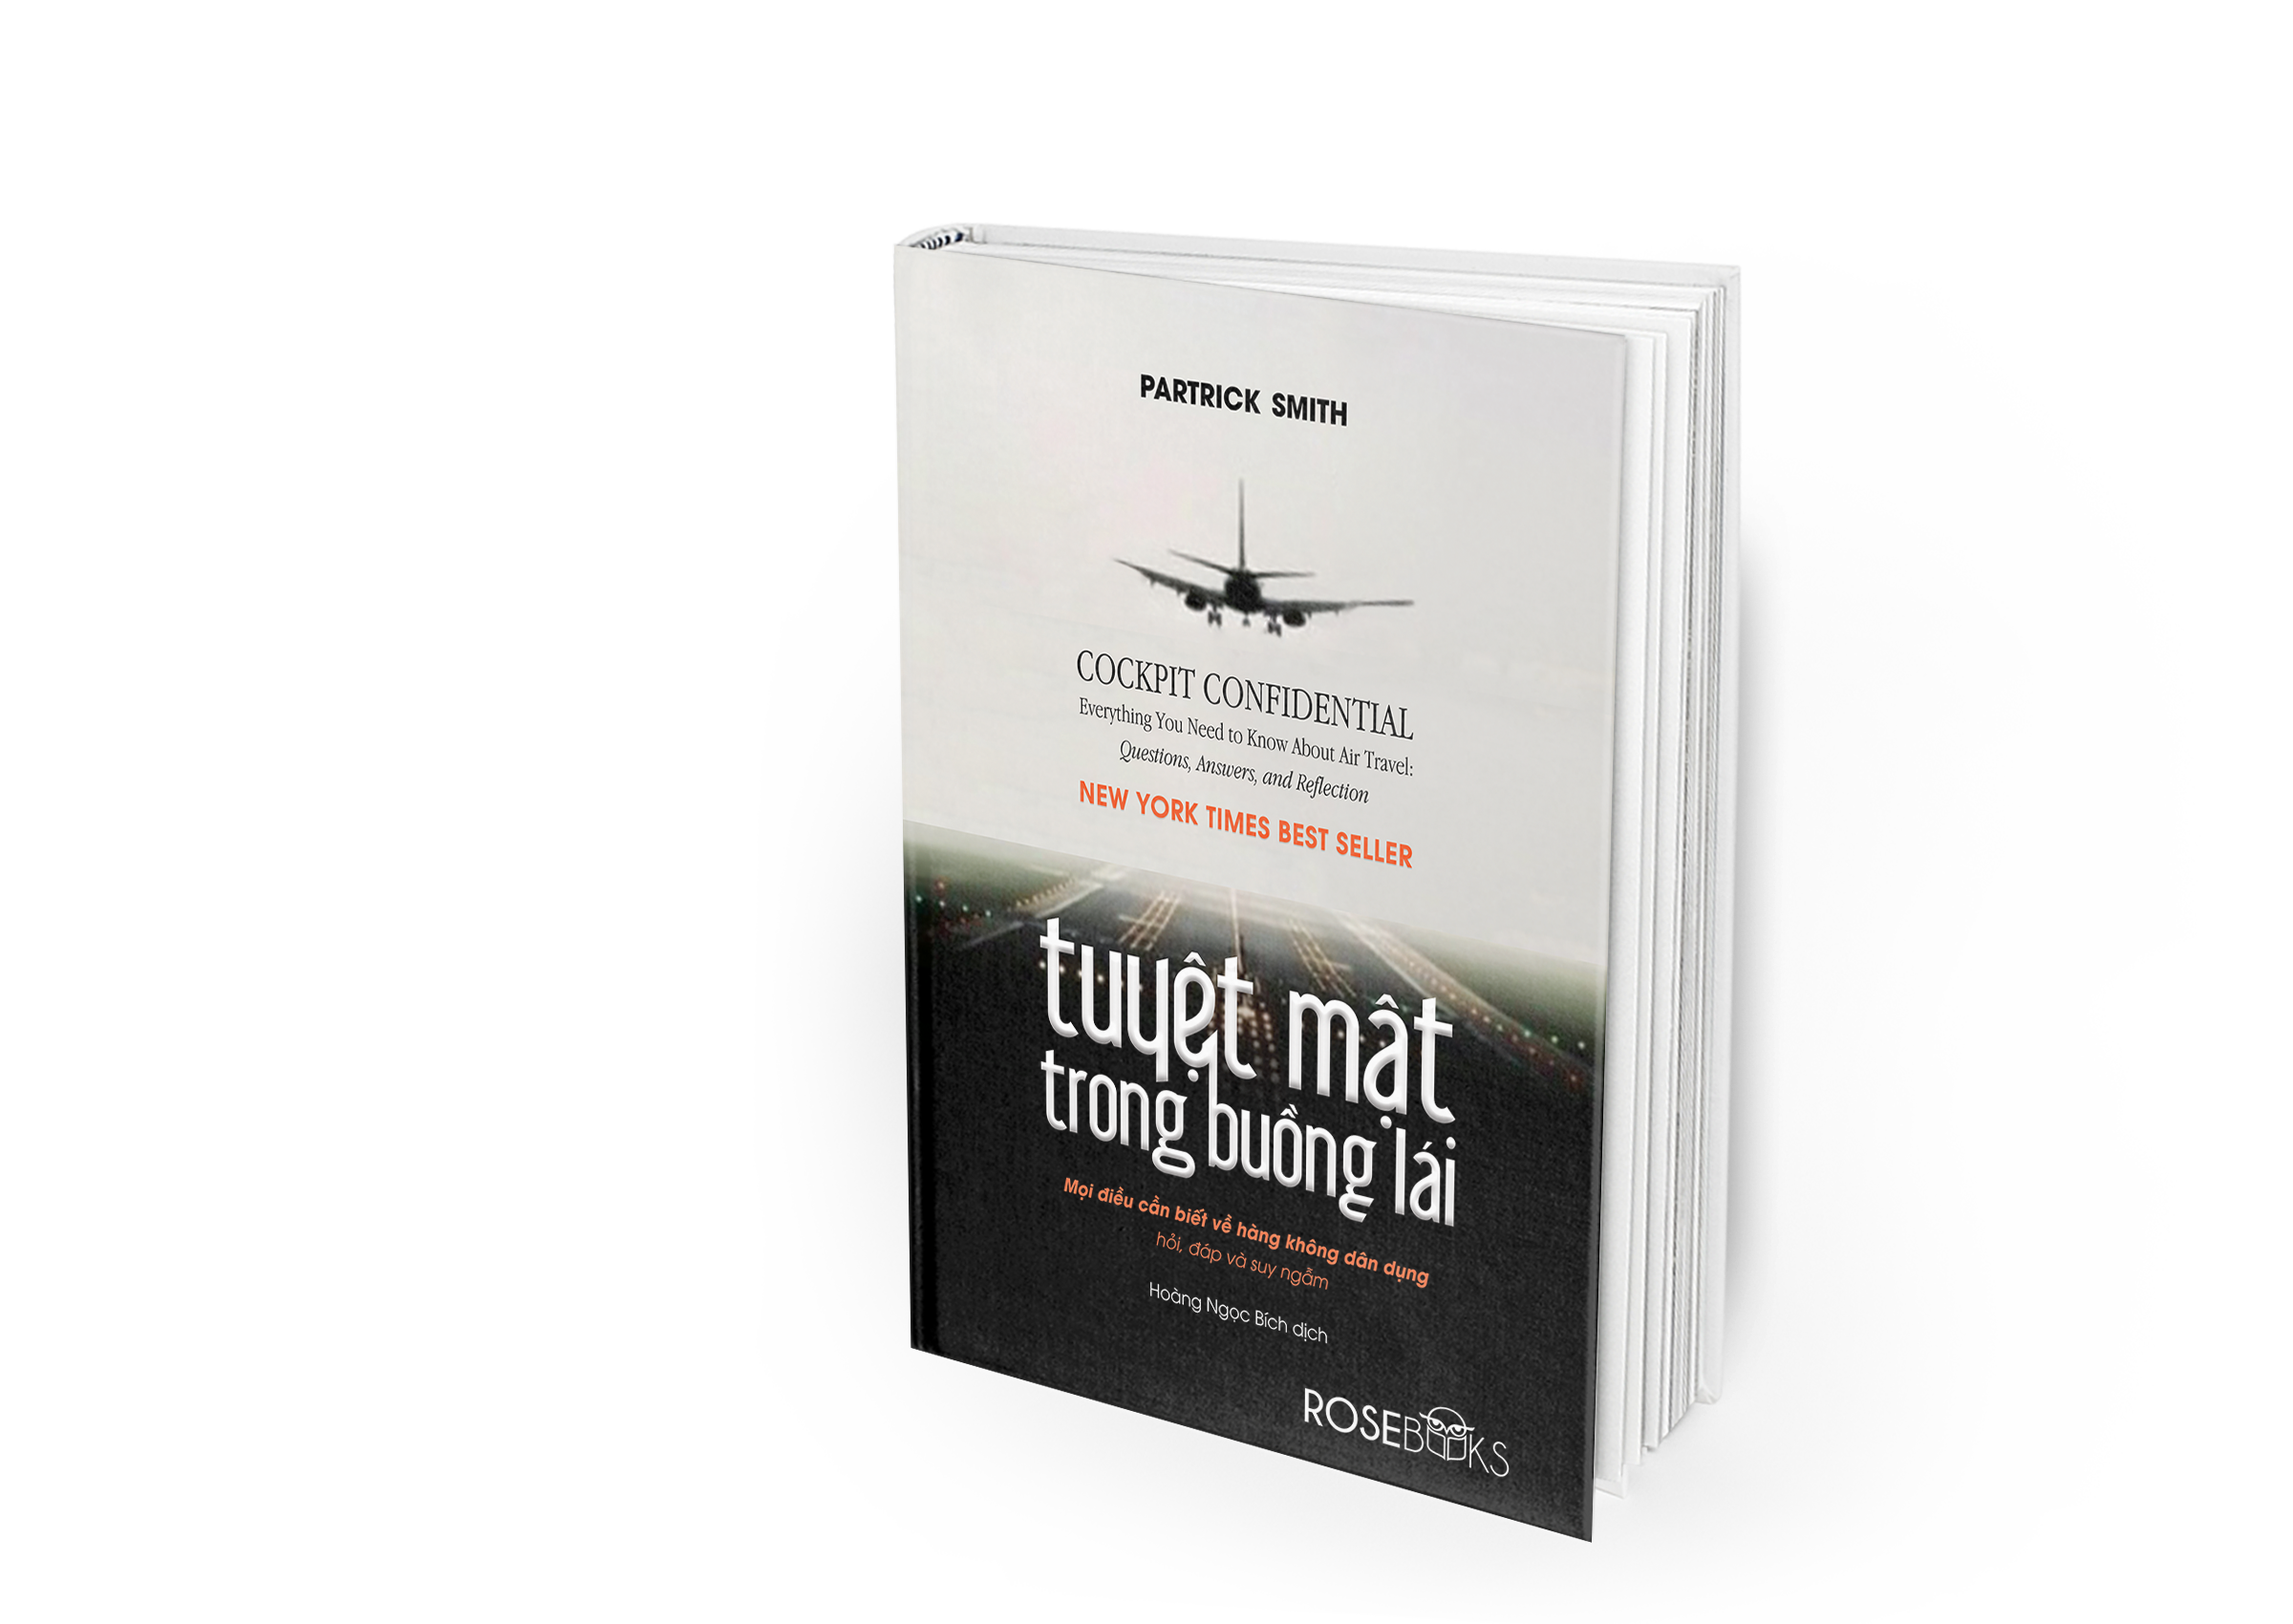 PARTRICK SMITH
COCKPIT CONFIDENTIAL
Everything You Need to Know About Air Travel:
Questions, Answers, and Reflection
NEW YORK TIMES BEST SELLER
tuyệt mật
trong buồng lái
Mọi điều cần biết về hàng không dân dụng
hỏi, đáp và suy ngẫm
Hoàng Ngọc Bích dịch
ROSEBOOKS